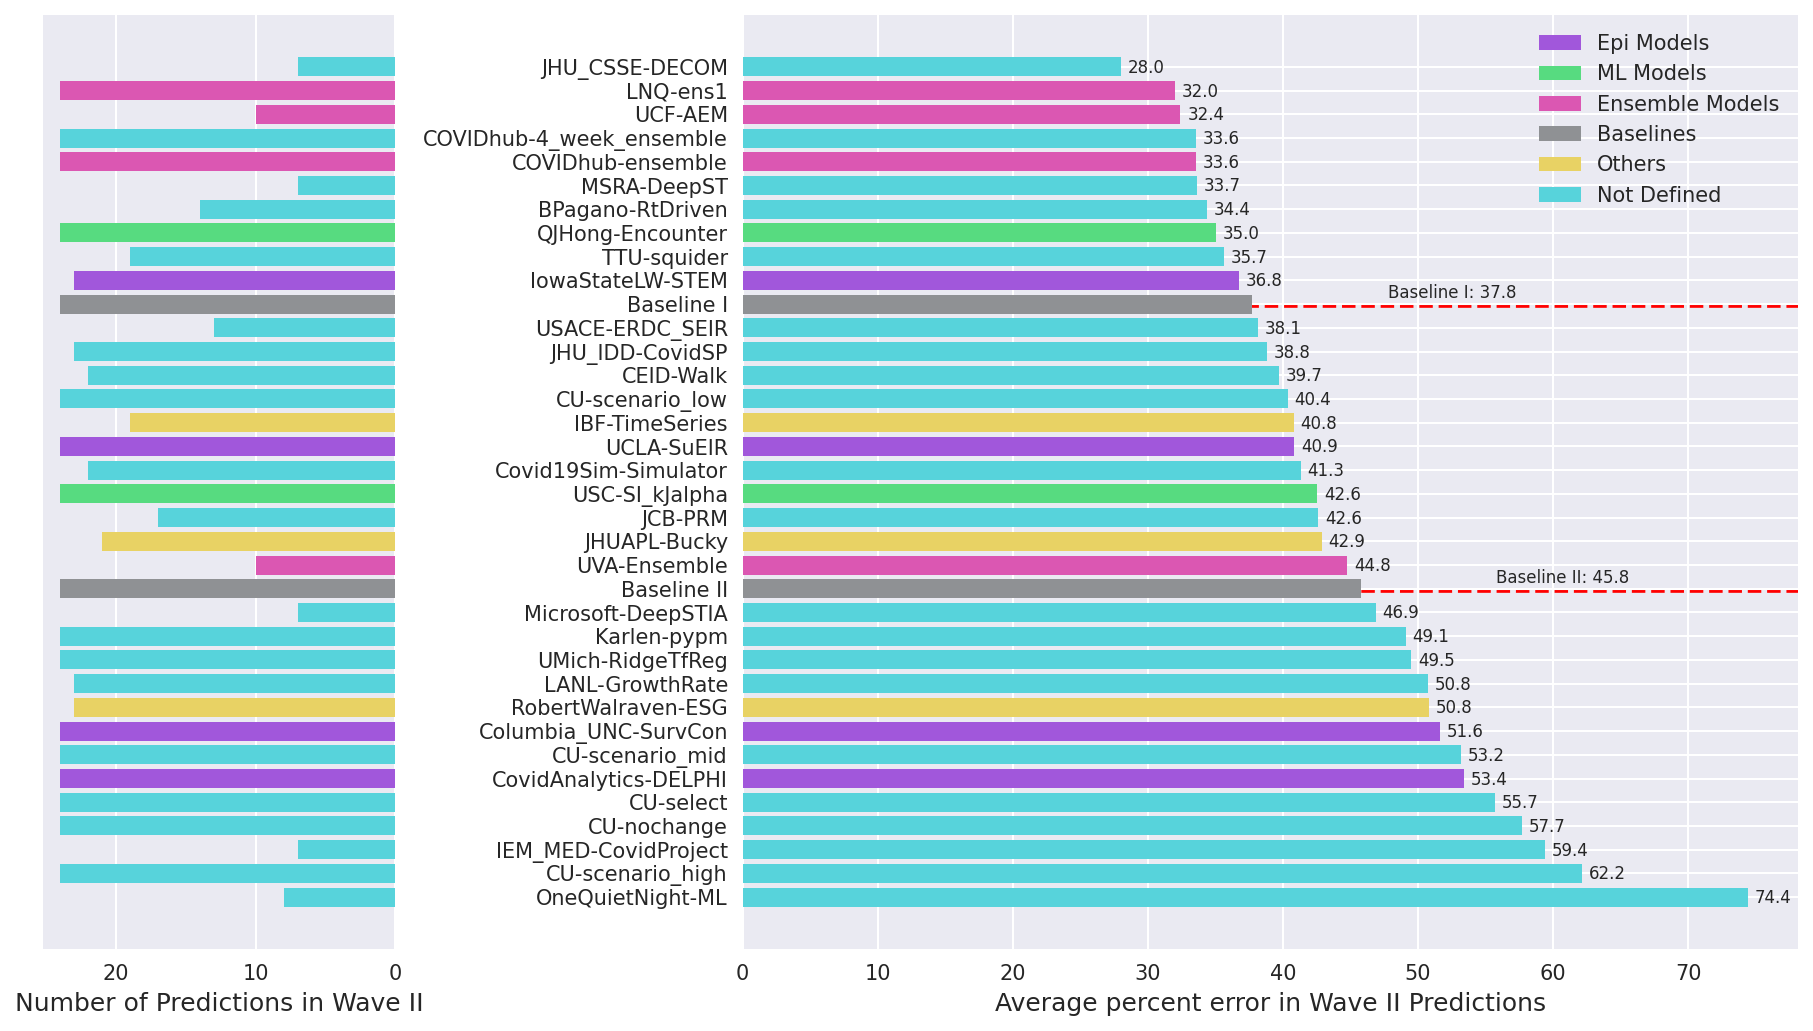 JHU_CSSE-DECOM 28.0
LNQ-ens1 32.0
UCF-AEM 32.4
COVIDhub-4_week_ensemble 33.6
COVIDhub-ensemble 33.6
MSRA-DeepST 33.7
BPagano-RtDriven 34.4
QJHong-Encounter 35.0
TTU-squider 35.7
IowaStateLW-STEM 36.8
Baseline I Baseline I: 37.8
USACE-ERDC_SEIR 38.1
JHU_IDD-CovidSP 38.8
CEID-Walk 39.7
CU-scenario_low 40.4
IBF-TimeSeries 40.8
UCLA-SuEIR 40.9
Covid19Sim-Simulator 41.3
USC-SI_kJalpha 42.6
JCB-PRM 42.6
JHUAPL-Bucky 42.9
UVA-Ensemble 44.8
Baseline II Baseline II: 45.8
Microsoft-DeepSTIA 46.9
Karlen-pypm 49.1
UMich-RidgeTfReg 49.5
LANL-GrowthRate 50.8
RobertWalraven-ESG 50.8
Columbia_UNC-SurvCon 51.6
CU-scenario_mid 53.2
CovidAnalytics-DELPHI 53.4
CU-select 55.7
CU-nochange 57.7
IEM_MED-CovidProject 59.4
CU-scenario_high 62.2
OneQuietNight-ML 74.4
Epi Models
ML Models
Ensemble Models
Baselines
Others
Not Defined
20 10 0
Number of Predictions in Wave II
0 10 20 30 40 50 60 70
Average percent error in Wave II Predictions